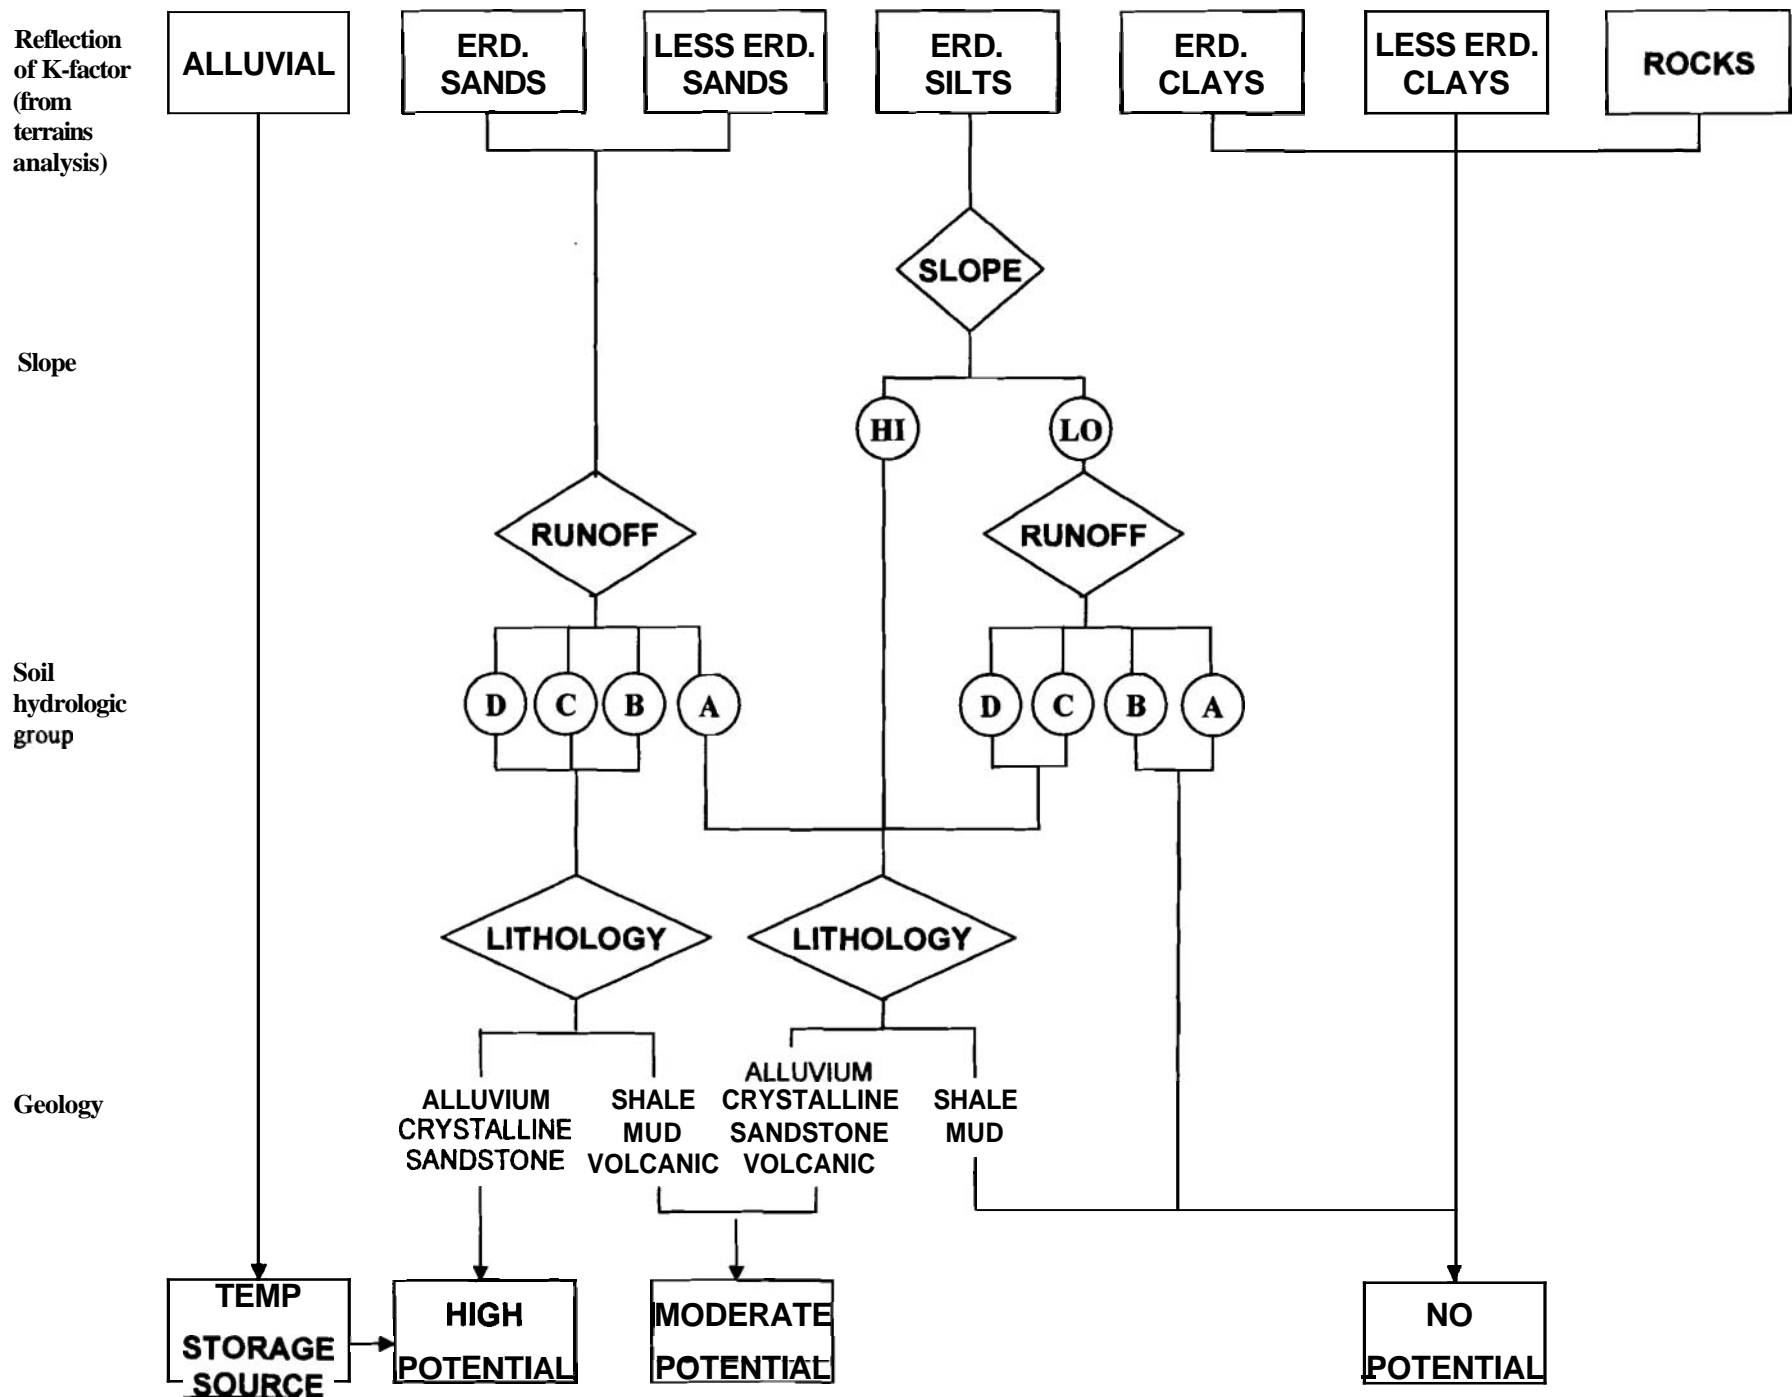 Reflection
of K-factor
(from
terrains
analysis)
ALLUVIAL
ERD.
SANDS
LESS ERD.
SANDS
ERD.
SILTS
ERD.
CLAYS
LESS ERD.
CLAYS
ROCKS
SLOPE
Slope
HI
LO
RUNOFF
RUNOFF
Soil
hydrologic
group
D
C
B
A
D
C
B
A
LITHOLOGY
LITHOLOGY
Geology
ALLUVIUM
CRYSTALLINE
SANDSTONE
SHALE
MUD
VOLCANIC
ALLUVIUM
CRYSTALLINE
SANDSTONE
VOLCANIC
SHALE
MUD
TEMP
STORAGE
SOURCE
HIGH
POTENTIAL
MODERATE
POTENTIAL
NO
POTENTIAL